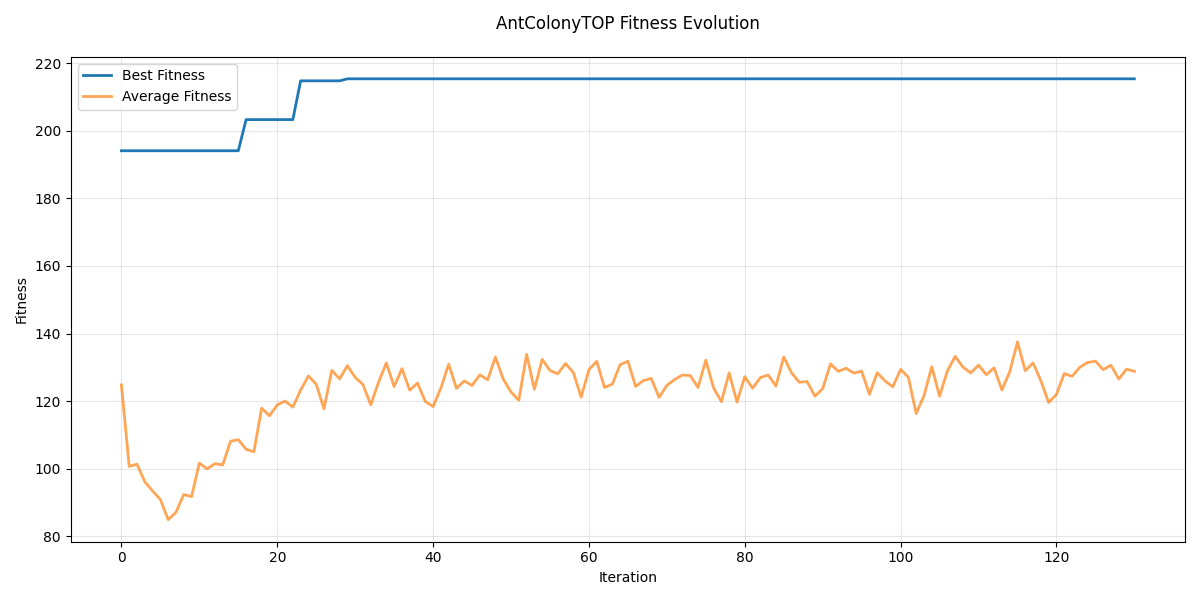 AntColonyTOP Fitness Evolution
Best Fitness
Average Fitness
220
200
180
160
140
120
100
80
Fitness
0 20 40 60 80 100 120
Iteration